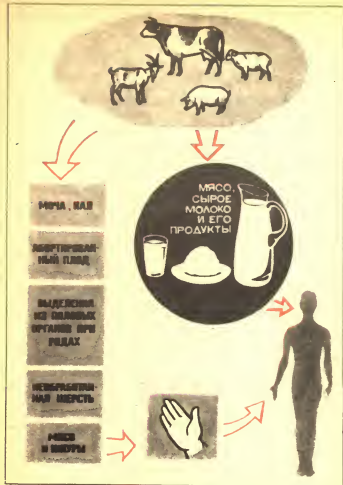 МЯСО,
СЫРОЕ
МОЛОКО
И ЕГО
ПРОДУКТЫ
МОЧА, КАЛ
АБОРТИРОВАН-
НЫЙ ПЛОД
ВЫДЕЛЕНИЯ
ИЗ ПОЛОВЫХ
ОРГАНОВ ПРИ
РОДАХ
НЕОБРАБОТАН-
НАЯ ШЕРСТЬ
МЯСО
И ШКУРЫ